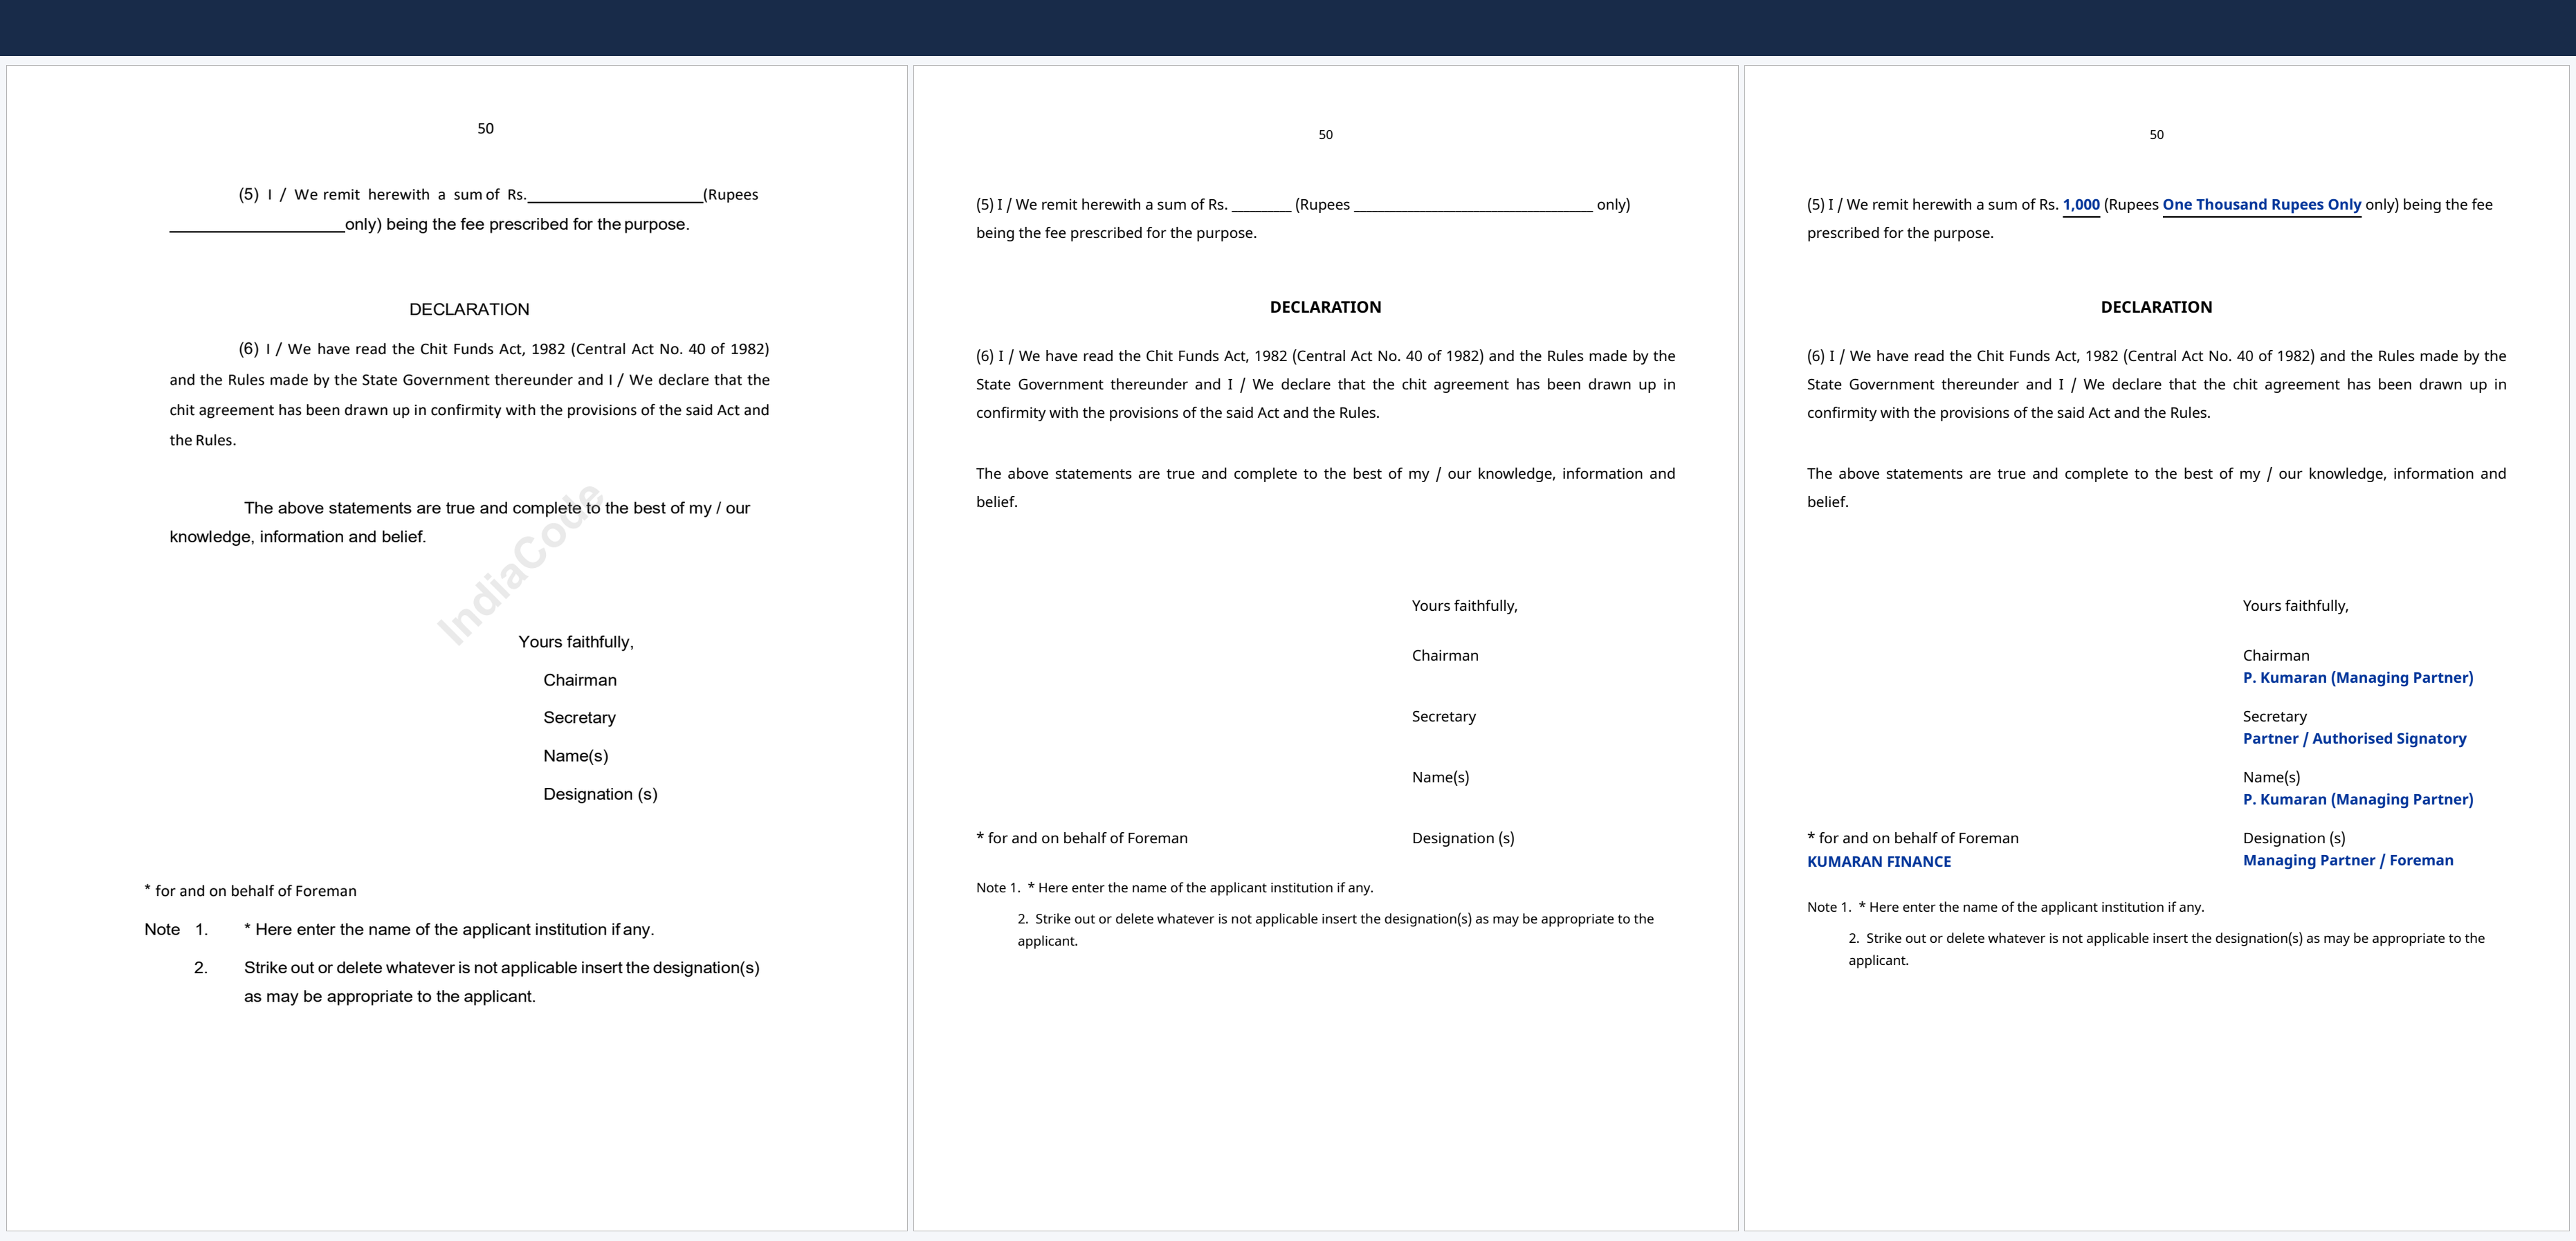 50
(5) I / We remit herewith a sum of Rs.____________________(Rupees
____________________only) being the fee prescribed for the purpose.
DECLARATION
(6) I / We have read the Chit Funds Act, 1982 (Central Act No. 40 of 1982)
and the Rules made by the State Government thereunder and I / We declare that the
chit agreement has been drawn up in confirmity with the provisions of the said Act and
the Rules.
The above statements are true and complete to the best of my / our
knowledge, information and belief.
IndiaCode
Yours faithfully,
Chairman
Secretary
Name(s)
Designation (s)
* for and on behalf of Foreman
Note 1. * Here enter the name of the applicant institution if any.
2. Strike out or delete whatever is not applicable insert the designation(s)
as may be appropriate to the applicant.
50
(5) I / We remit herewith a sum of Rs. ________ (Rupees ________________________________ only)
being the fee prescribed for the purpose.
DECLARATION
(6) I / We have read the Chit Funds Act, 1982 (Central Act No. 40 of 1982) and the Rules made by the
State Government thereunder and I / We declare that the chit agreement has been drawn up in
confirmity with the provisions of the said Act and the Rules.
The above statements are true and complete to the best of my / our knowledge, information and
belief.
Yours faithfully,
Chairman
Secretary
Name(s)
* for and on behalf of Foreman Designation (s)
Note 1. * Here enter the name of the applicant institution if any.
2. Strike out or delete whatever is not applicable insert the designation(s) as may be appropriate to the
applicant.
50
(5) I / We remit herewith a sum of Rs. 1,000 (Rupees One Thousand Rupees Only only) being the fee
prescribed for the purpose.
DECLARATION
(6) I / We have read the Chit Funds Act, 1982 (Central Act No. 40 of 1982) and the Rules made by the
State Government thereunder and I / We declare that the chit agreement has been drawn up in
confirmity with the provisions of the said Act and the Rules.
The above statements are true and complete to the best of my / our knowledge, information and
belief.
Yours faithfully,
Chairman
P. Kumaran (Managing Partner)
Secretary
Partner / Authorised Signatory
Name(s)
P. Kumaran (Managing Partner)
* for and on behalf of Foreman Designation (s)
KUMARAN FINANCE Managing Partner / Foreman
Note 1. * Here enter the name of the applicant institution if any.
2. Strike out or delete whatever is not applicable insert the designation(s) as may be appropriate to the
applicant.